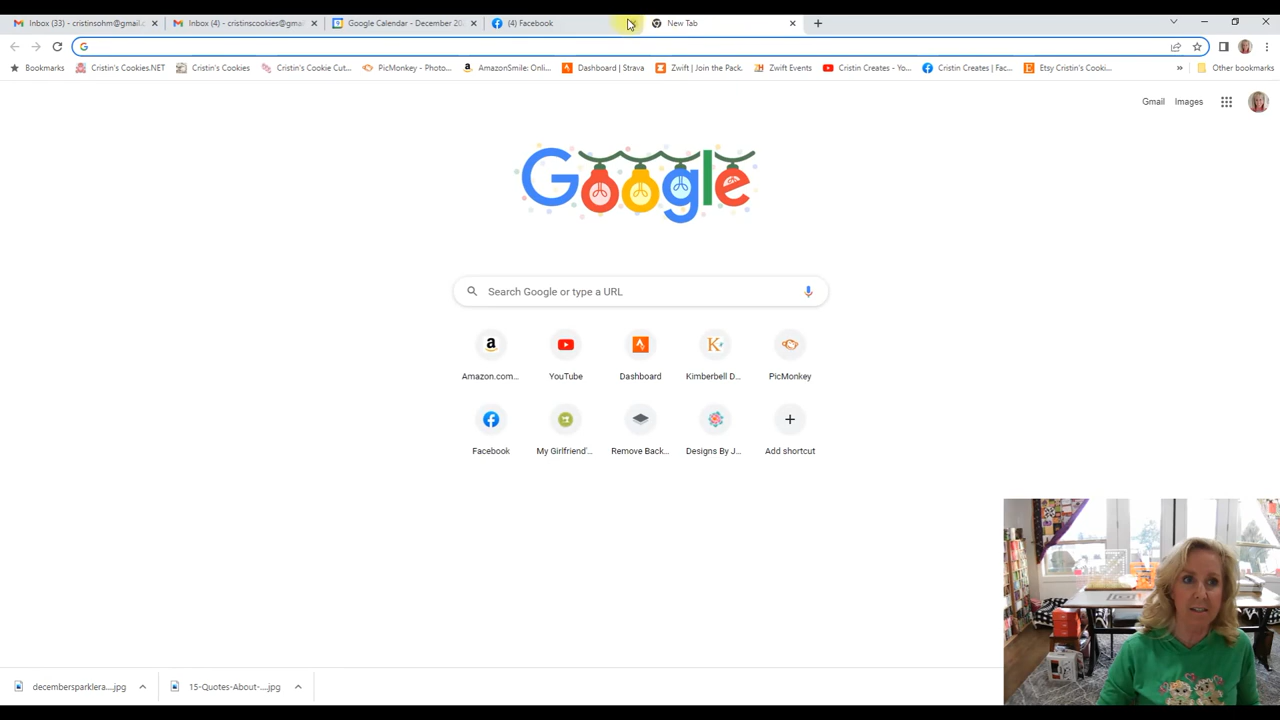 Inbox (33) - cristinsohm@gmail.c
Inbox (4) - cristinscookies@gmai
Google Calendar - December 20
(4) Facebook
New Tab
Bookmarks
Cristin's Cookies.NET
Cristin's Cookies
Cristin's Cookie Cut...
PicMonkey - Photo...
AmazonSmile: Onli...
Dashboard | Strava
Zwift | Join the Pack.
Zwift Events
Cristin Creates - Yo...
Cristin Creates | Fac...
Etsy Cristin's Cooki...
»
Other bookmarks
Gmail
Images
Google
Search Google or type a URL
Amazon.com...
YouTube
Dashboard
Kimberbell D...
PicMonkey
Facebook
My Girlfriend'...
Remove Back...
Designs By J...
Add shortcut
decembersparklera....jpg
15-Quotes-About-....jpg